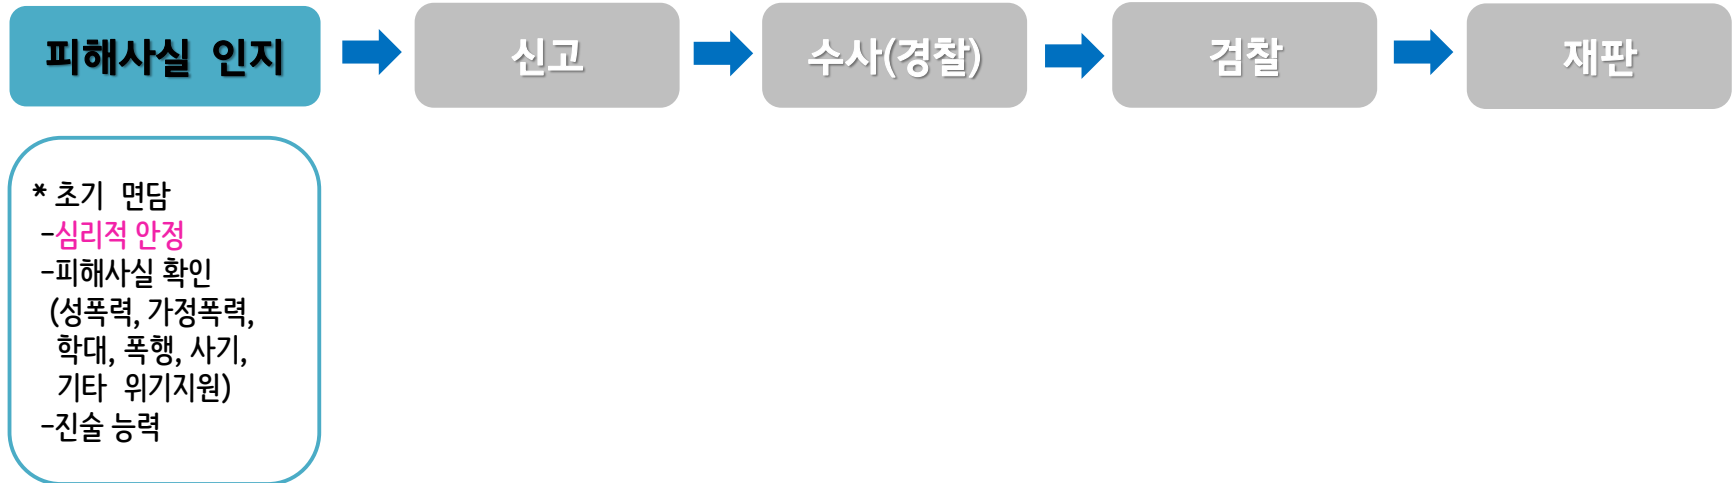 피해사실 인지
신고
수사(경찰)
검찰
재판
* 초기 면담
-심리적 안정
-피해사실 확인
(성폭력, 가정폭력,
학대, 폭행, 사기,
기타 위기지원)
-진술 능력